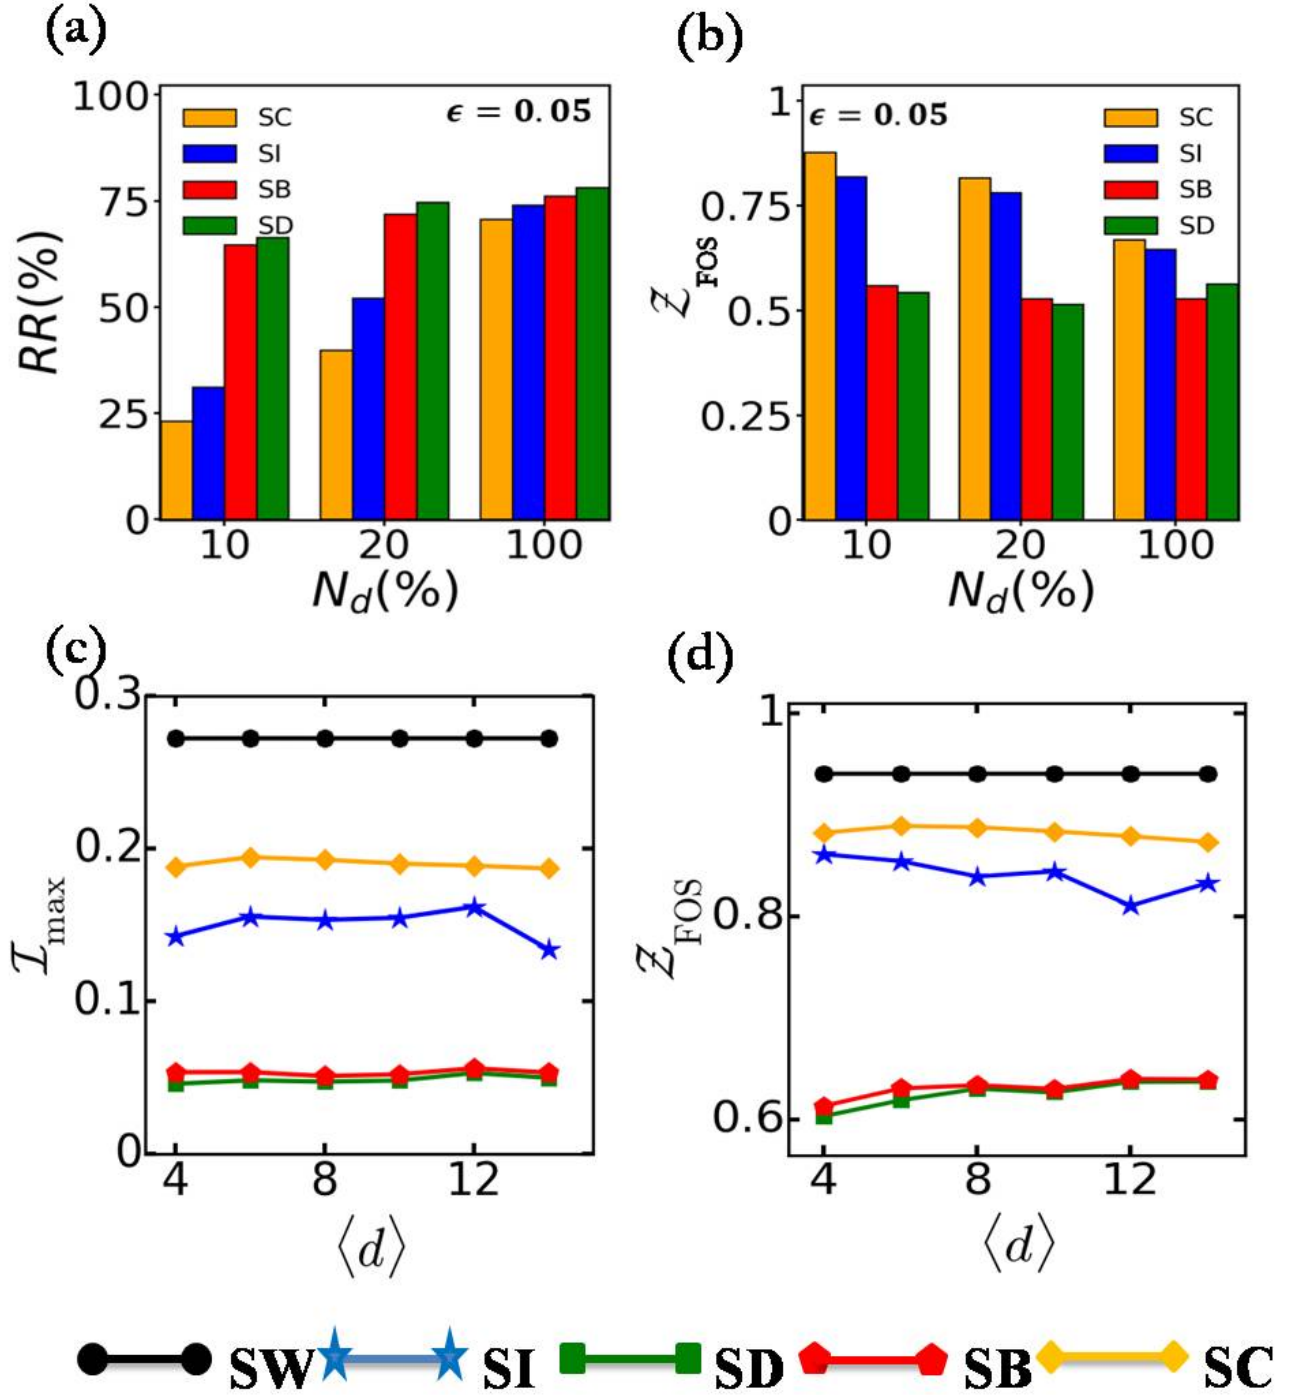 (a)
100
75
50
25
0
RR(%)
SC
SI
SB
SD
ϵ = 0.05
10 20 100
N_d(%)
(b)
1
0.75
0.5
0.25
0
𝒵_FOS
ϵ = 0.05
SC
SI
SB
SD
10 20 100
N_d(%)
(c)
0.3
0.2
0.1
0
ℐ_max
4 8 12
⟨d⟩
(d)
1
0.8
0.6
𝒵_FOS
4 8 12
⟨d⟩
SW SI SD SB SC